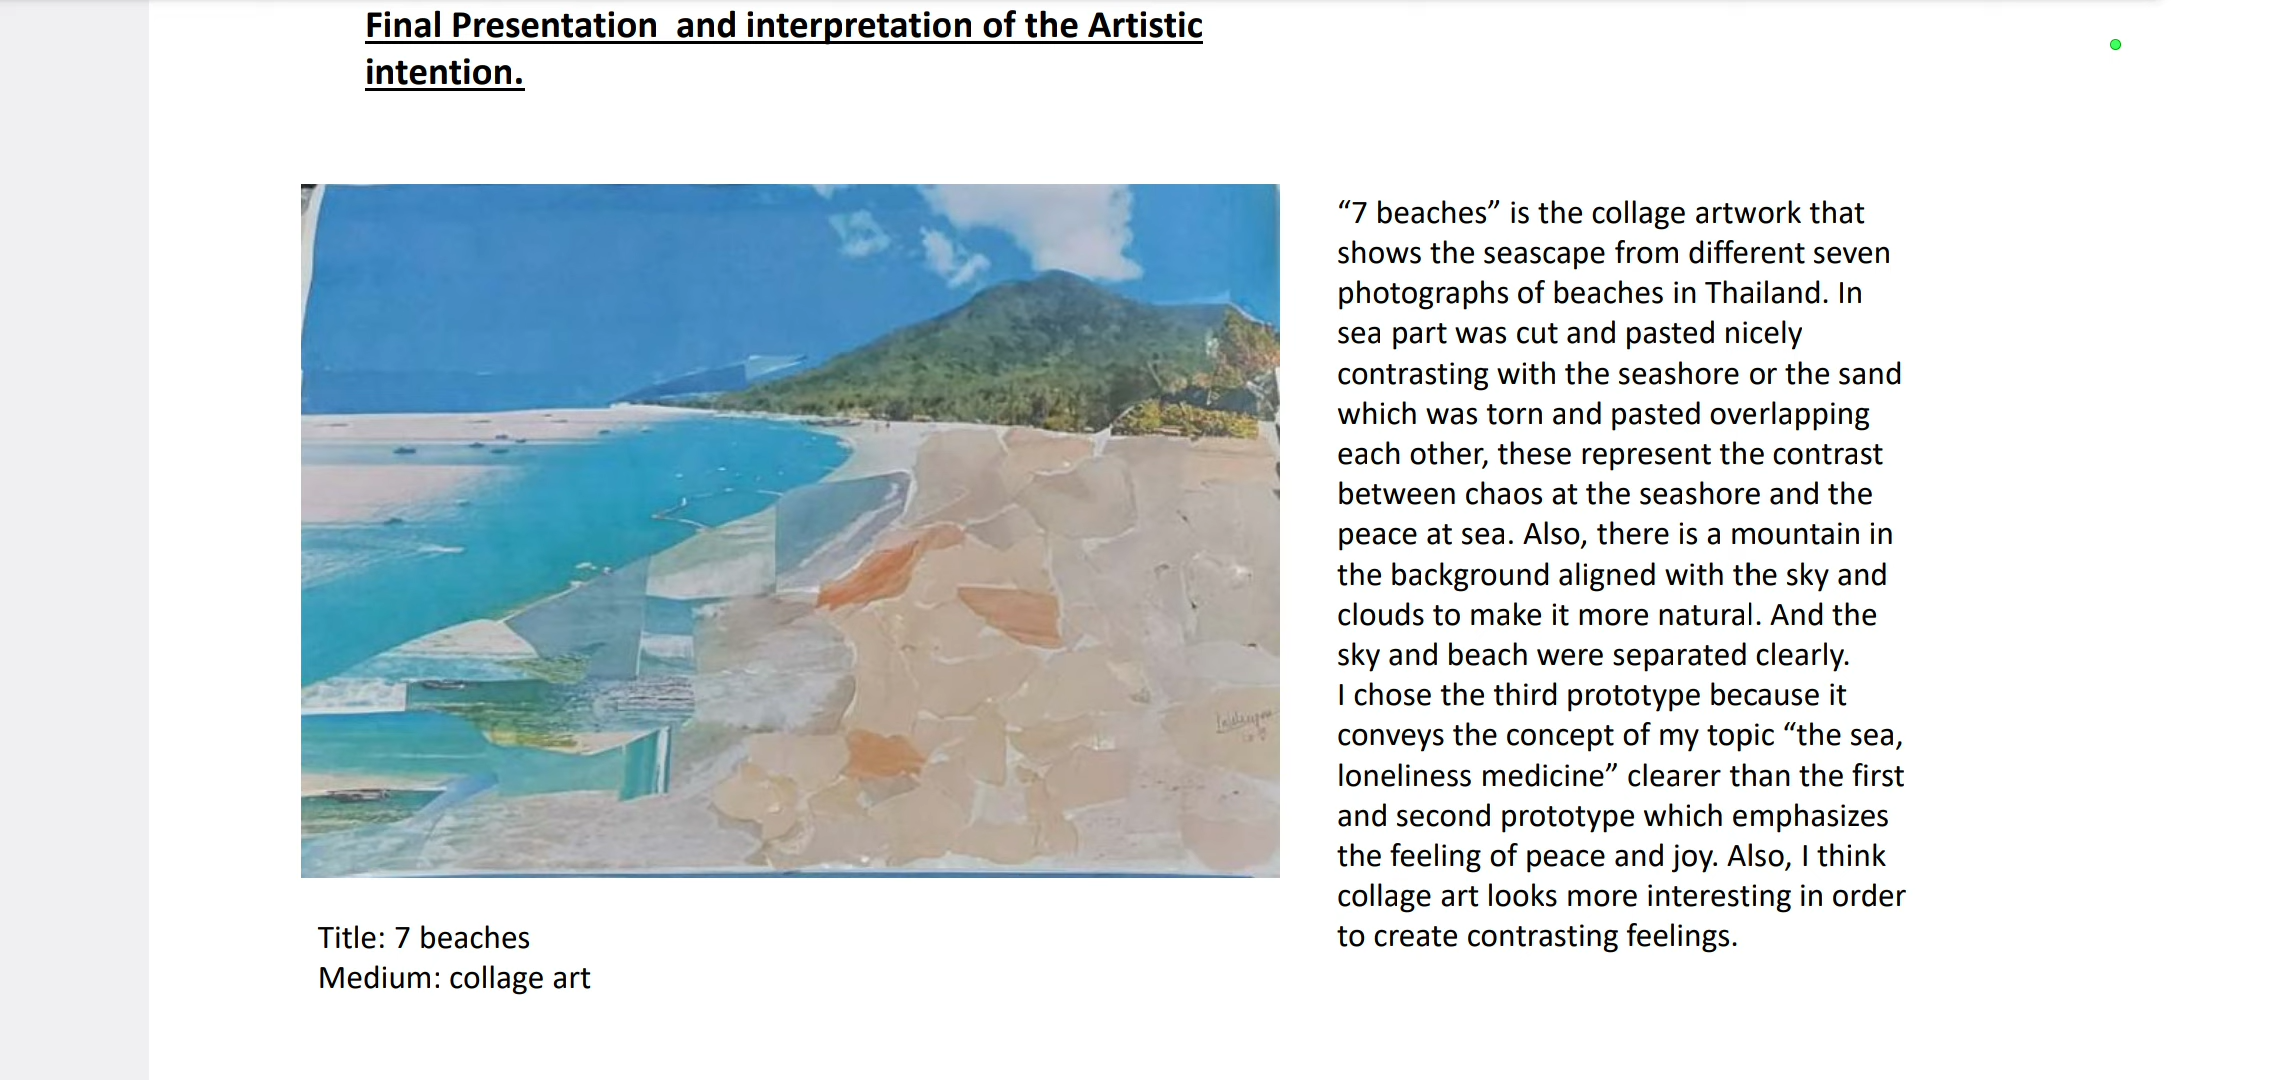 Final Presentation  and interpretation of the Artistic
intention.
“7 beaches” is the collage artwork that
shows the seascape from different seven
photographs of beaches in Thailand. In
sea part was cut and pasted nicely
contrasting with the seashore or the sand
which was torn and pasted overlapping
each other, these represent the contrast
between chaos at the seashore and the
peace at sea. Also, there is a mountain in
the background aligned with the sky and
clouds to make it more natural. And the
sky and beach were separated clearly.
I chose the third prototype because it
conveys the concept of my topic “the sea,
loneliness medicine” clearer than the first
and second prototype which emphasizes
the feeling of peace and joy. Also, I think
collage art looks more interesting in order
to create contrasting feelings.
Title: 7 beaches
Medium: collage art